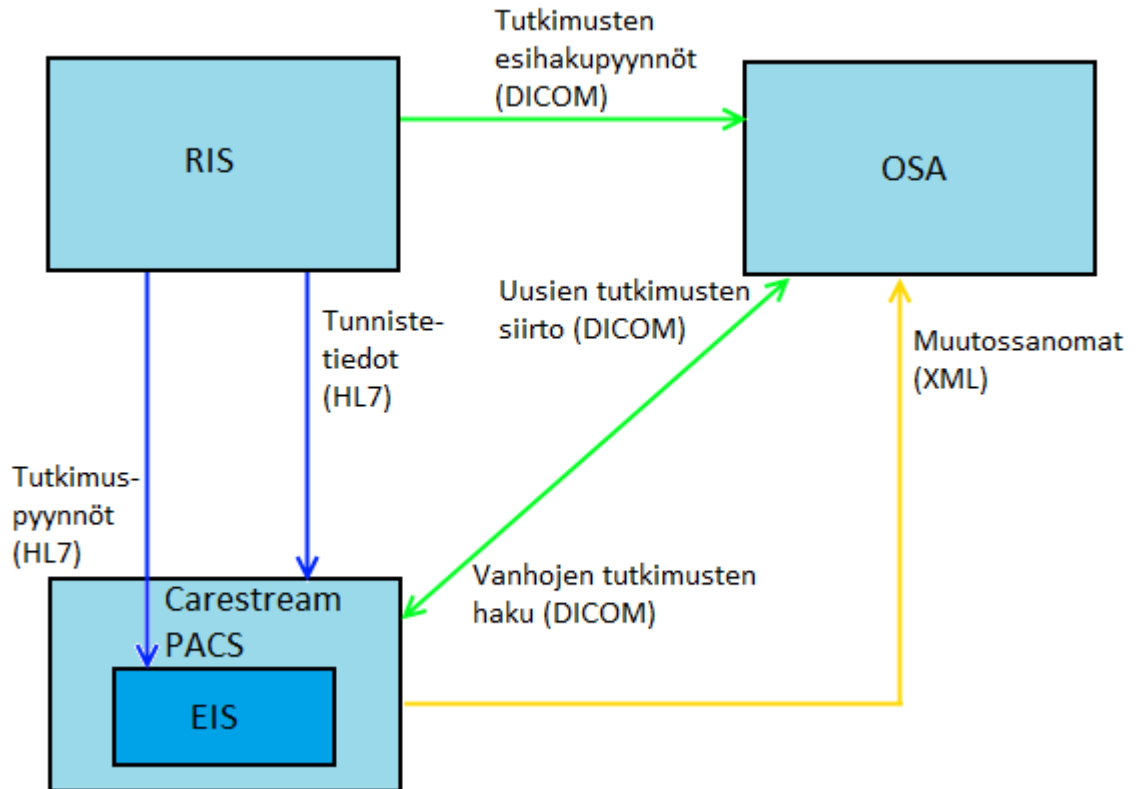 Tutkimusten
esihakupyynnöt
(DICOM)
RIS
OSA
Tunniste-
tiedot
(HL7)
Uusien tutkimusten
siirto (DICOM)
Muutossanomat
(XML)
Tutkimus-
pyynnöt
(HL7)
Vanhojen tutkimusten
haku (DICOM)
Carestream
PACS
EIS